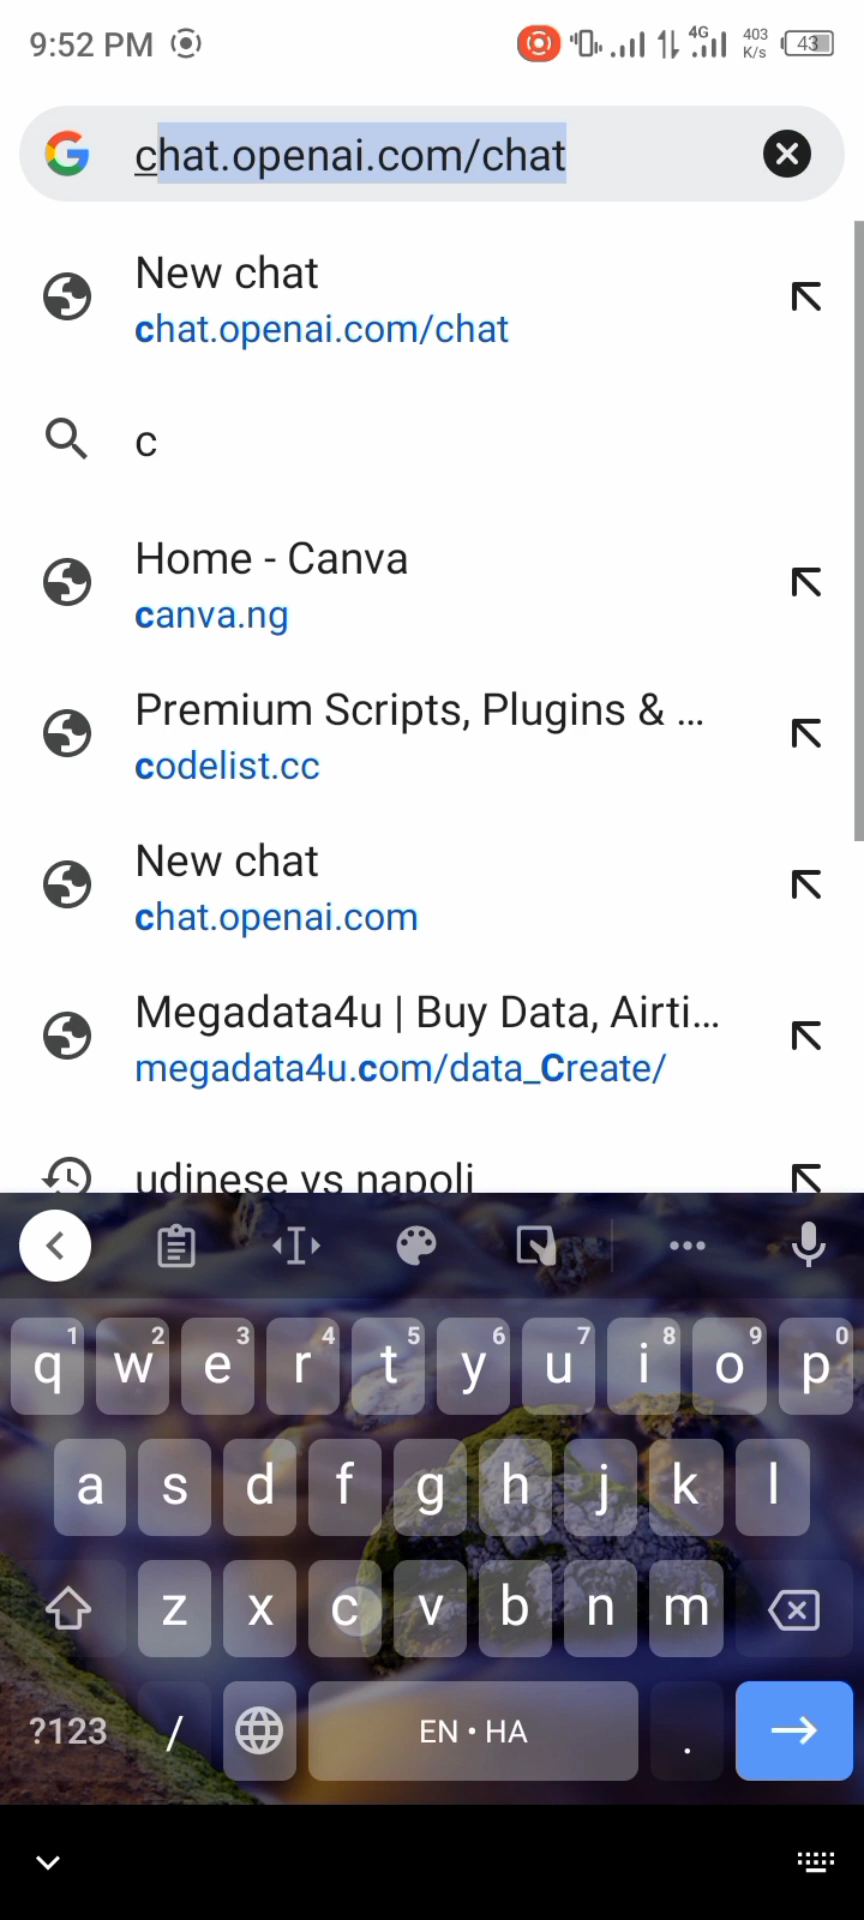 9:52 PM
4G
403
K/s
43
chat.openai.com/chat
New chat
chat.openai.com/chat
c
Home - Canva
canva.ng
Premium Scripts, Plugins & ...
codelist.cc
New chat
chat.openai.com
Megadata4u | Buy Data, Airti...
megadata4u.com/data_Create/
udinese vs napoli
1 2 3 4 5 6 7 8 9 0
q w e r t y u i o p
a s d f g h j k l
z x c v b n m
?123 / EN • HA .